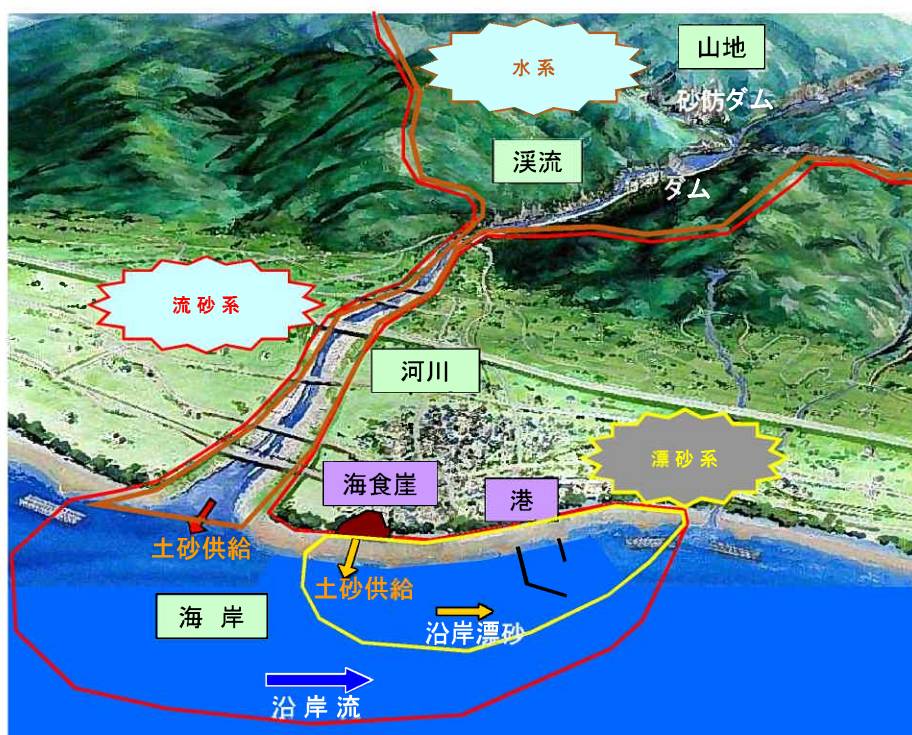 山地
水系
砂防ダム
渓流
ダム
流砂系
河川
漂砂系
海食崖
港
土砂供給
土砂供給
海岸
沿岸漂砂
沿岸流